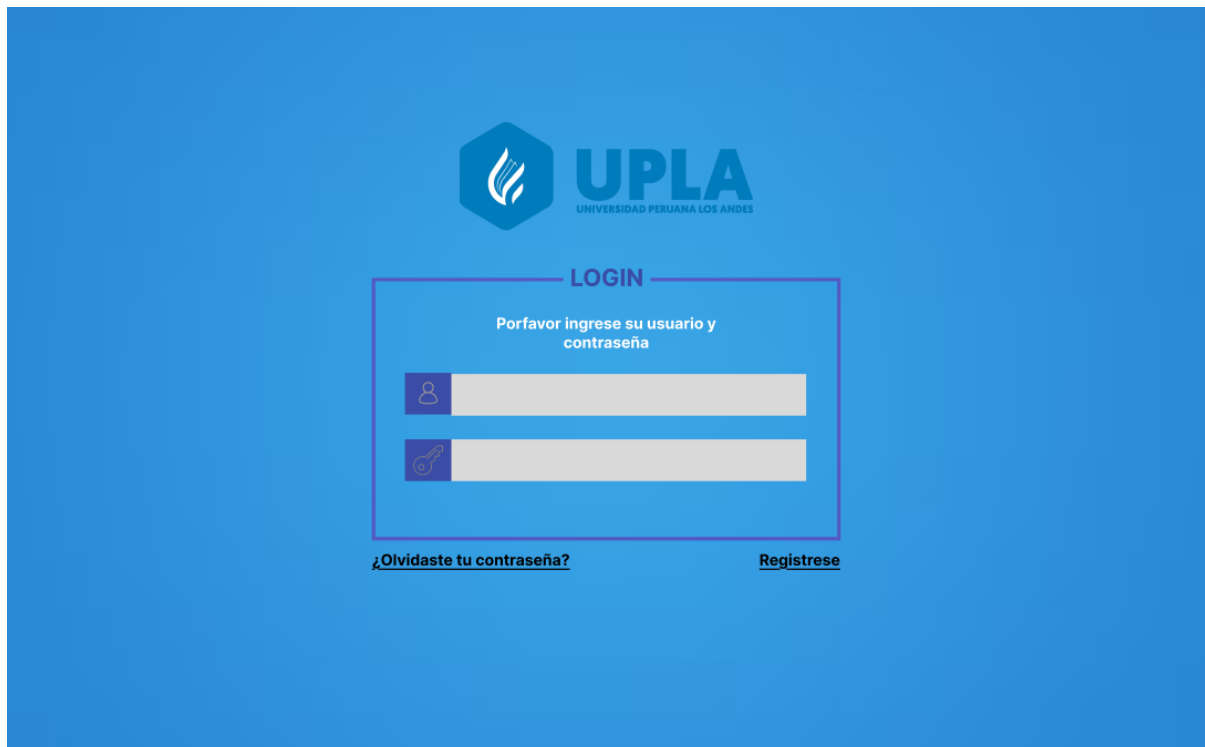 UPLA
UNIVERSIDAD PERUANA LOS ANDES
LOGIN
Porfavor ingrese su usuario y
contraseña
¿Olvidaste tu contraseña?
Registrese